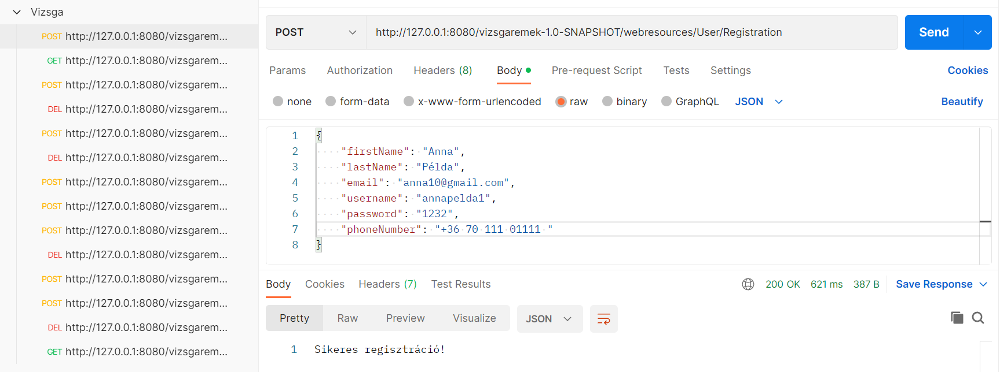 Vizsga
POST http://127.0.0.1:8080/vizsgarem...
GET http://127.0.0.1:8080/vizsgarem...
POST http://127.0.0.1:8080/vizsgarem...
DEL http://127.0.0.1:8080/vizsgarem...
POST http://127.0.0.1:8080/vizsgarem...
DEL http://127.0.0.1:8080/vizsgarem...
POST http://127.0.0.1:8080/vizsgarem...
POST http://127.0.0.1:8080/vizsgarem...
POST http://127.0.0.1:8080/vizsgarem...
DEL http://127.0.0.1:8080/vizsgarem...
POST http://127.0.0.1:8080/vizsgarem...
POST http://127.0.0.1:8080/vizsgarem...
DEL http://127.0.0.1:8080/vizsgarem...
GET http://127.0.0.1:8080/vizsgarem...
POST http://127.0.0.1:8080/vizsgaremek-1.0-SNAPSHOT/webresources/User/Registration Send
Params Authorization Headers (8) Body Pre-request Script Tests Settings Cookies
none form-data x-www-form-urlencoded raw binary GraphQL JSON Beautify
1 {
2 "firstName": "Anna",
3 "lastName": "Példa",
4 "email": "anna10@gmail.com",
5 "username": "annapelda1",
6 "password": "1232",
7 "phoneNumber": "+36 70 111 01111 "
8 }
Body Cookies Headers (7) Test Results 200 OK 621 ms 387 B Save Response
Pretty Raw Preview Visualize JSON
1 Sikeres regisztráció!